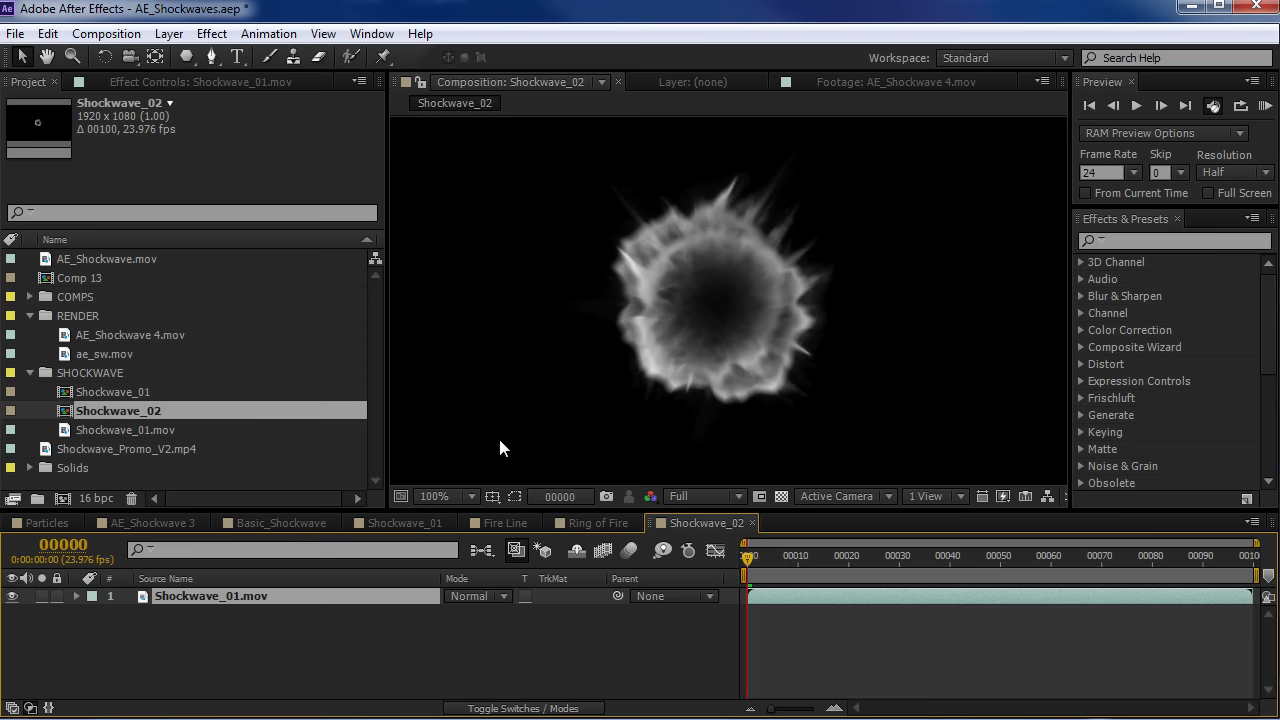 Ae Adobe After Effects - AE_Shockwaves.aep *
File Edit Composition Layer Effect Animation View Window Help
Workspace: Standard Search Help
Project Effect Controls: Shockwave_01.mov Composition: Shockwave_02 Layer: (none) Footage: AE_Shockwave 4.mov Preview
Shockwave_02
1920 x 1080 (1.00)
Δ 00100, 23.976 fps
Shockwave_02
RAM Preview Options
Frame Rate Skip Resolution
24 0 Half
From Current Time Full Screen
Effects & Presets
Name
AE_Shockwave.mov
Comp 13
COMPS
RENDER
AE_Shockwave 4.mov
ae_sw.mov
SHOCKWAVE
Shockwave_01
Shockwave_02
Shockwave_01.mov
Shockwave_Promo_V2.mp4
Solids
3D Channel
Audio
Blur & Sharpen
Channel
Color Correction
Composite Wizard
Distort
Expression Controls
Frischluft
Generate
Keying
Matte
Noise & Grain
Obsolete
16 bpc
100% 00000 Full Active Camera 1 View
Particles AE_Shockwave 3 Basic_Shockwave Shockwave_01 Fire Line Ring of Fire Shockwave_02
00000
0:00:00:00 (23.976 fps)
00010 00020 00030 00040 00050 00060 00070 00080 00090
# Source Name Mode T TrkMat Parent
1 Shockwave_01.mov Normal None
Toggle Switches / Modes